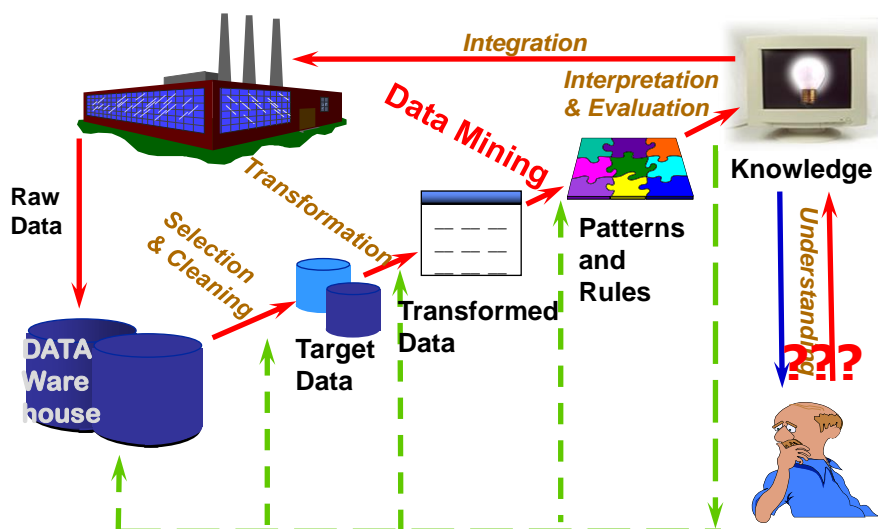 Integration
Interpretation
& Evaluation
Data Mining
Knowledge
Raw
Data
Transformation
Selection
& Cleaning
Patterns
and
Rules
Understanding
Transformed
Data
Target
Data
DATA
Ware
house
???